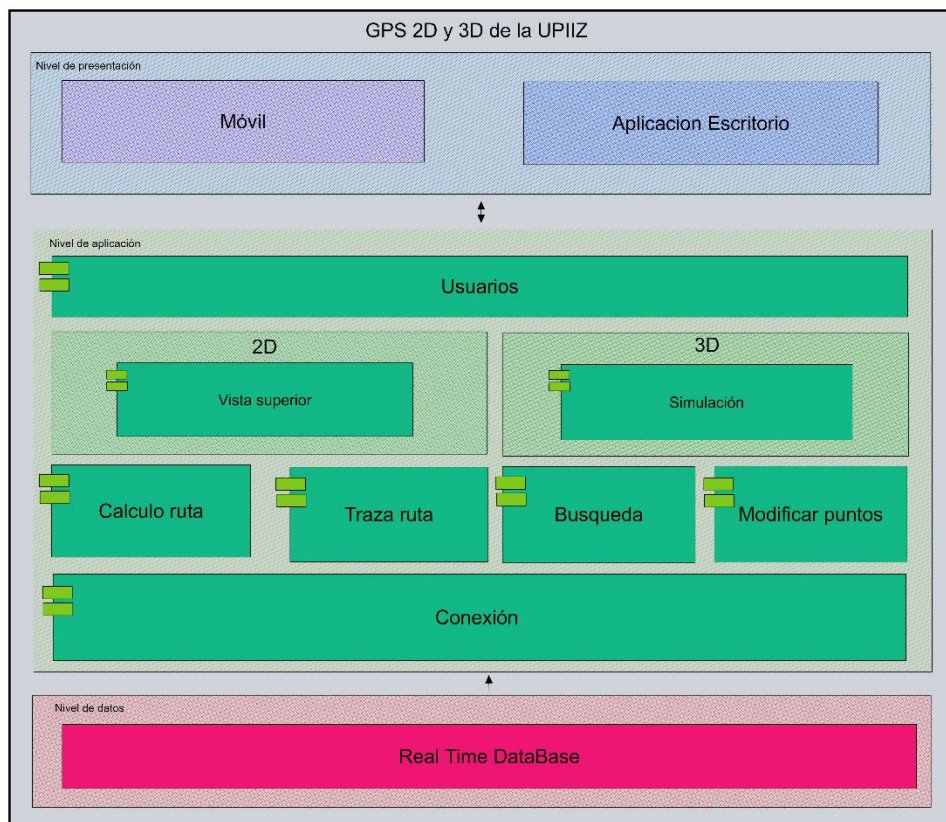 GPS 2D y 3D de la UPIIZ
Nivel de presentación
Móvil
Aplicacion Escritorio
Nivel de aplicación
Usuarios
2D
3D
Vista superior
Simulación
Calculo ruta
Traza ruta
Busqueda
Modificar puntos
Conexión
Nivel de datos
Real Time DataBase